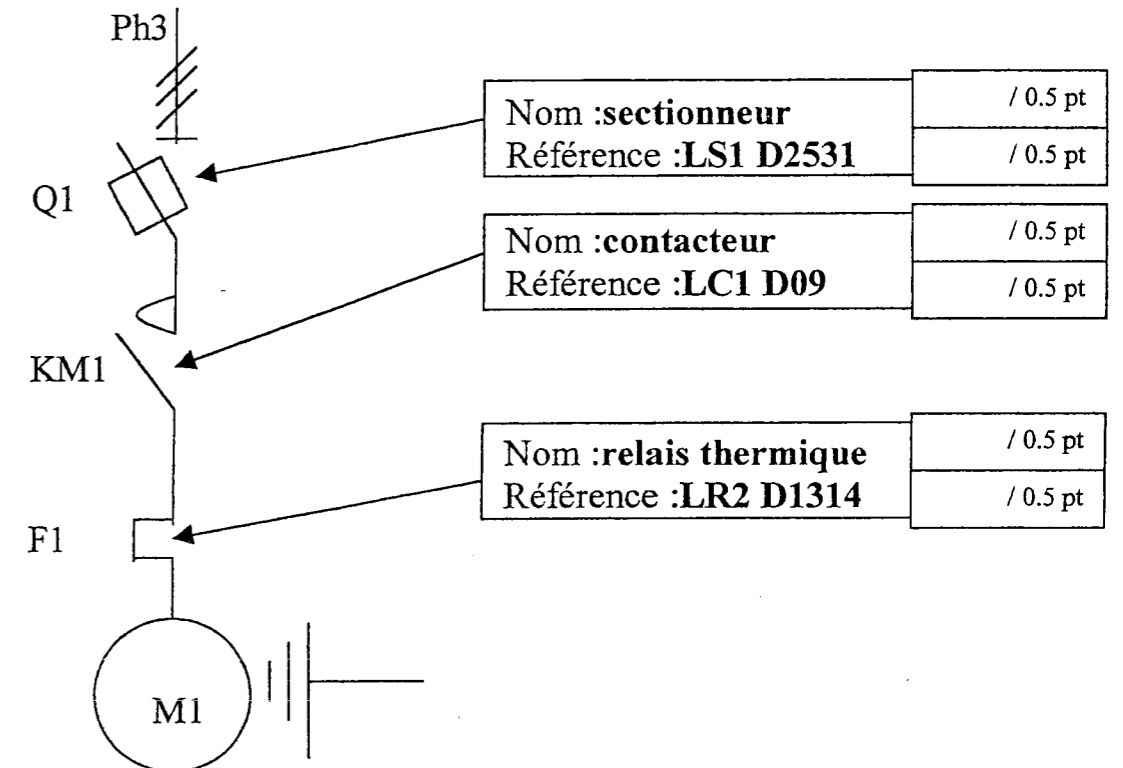 Ph3
Nom :sectionneur
/ 0.5 pt
Référence :LS1 D2531
/ 0.5 pt
Q1
Nom :contacteur
/ 0.5 pt
Référence :LC1 D09
/ 0.5 pt
KM1
Nom :relais thermique
/ 0.5 pt
Référence :LR2 D1314
/ 0.5 pt
F1
M1